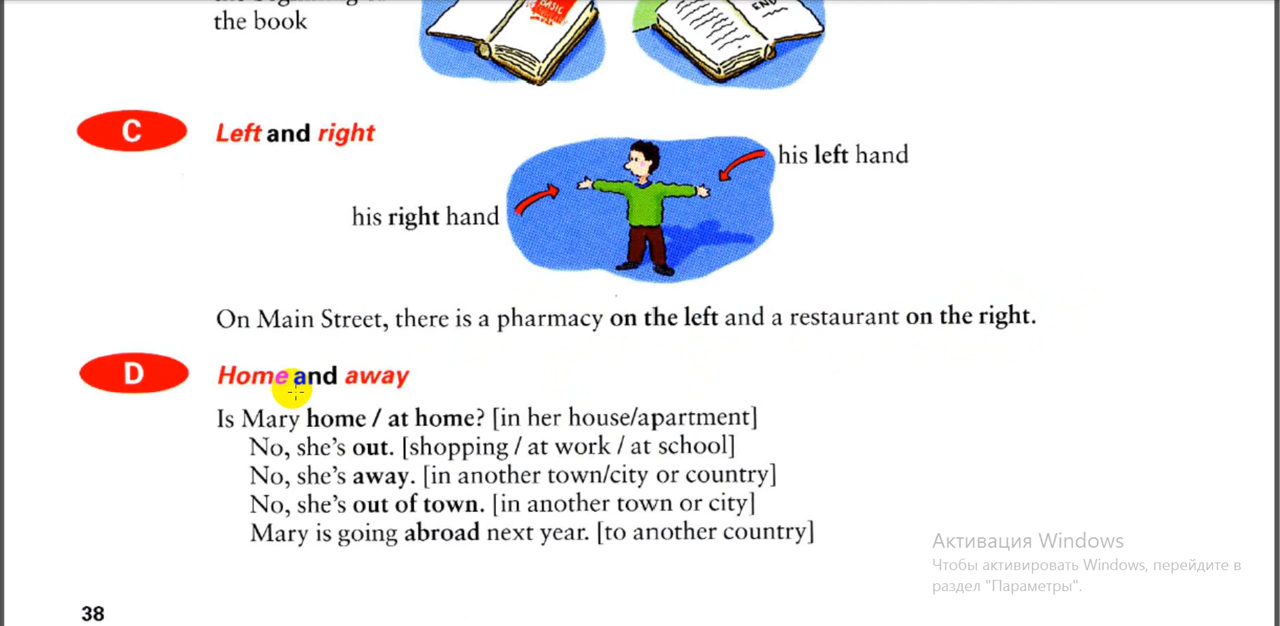 the book
BASIC
END
C
Left and right
his left hand
his right hand
On Main Street, there is a pharmacy on the left and a restaurant on the right.
D
Home and away
Is Mary home / at home? [in her house/apartment]
No, she's out. [shopping / at work / at school]
No, she's away. [in another town/city or country]
No, she's out of town. [in another town or city]
Mary is going abroad next year. [to another country]
Активация Windows
Чтобы активировать Windows, перейдите в
раздел "Параметры".
38